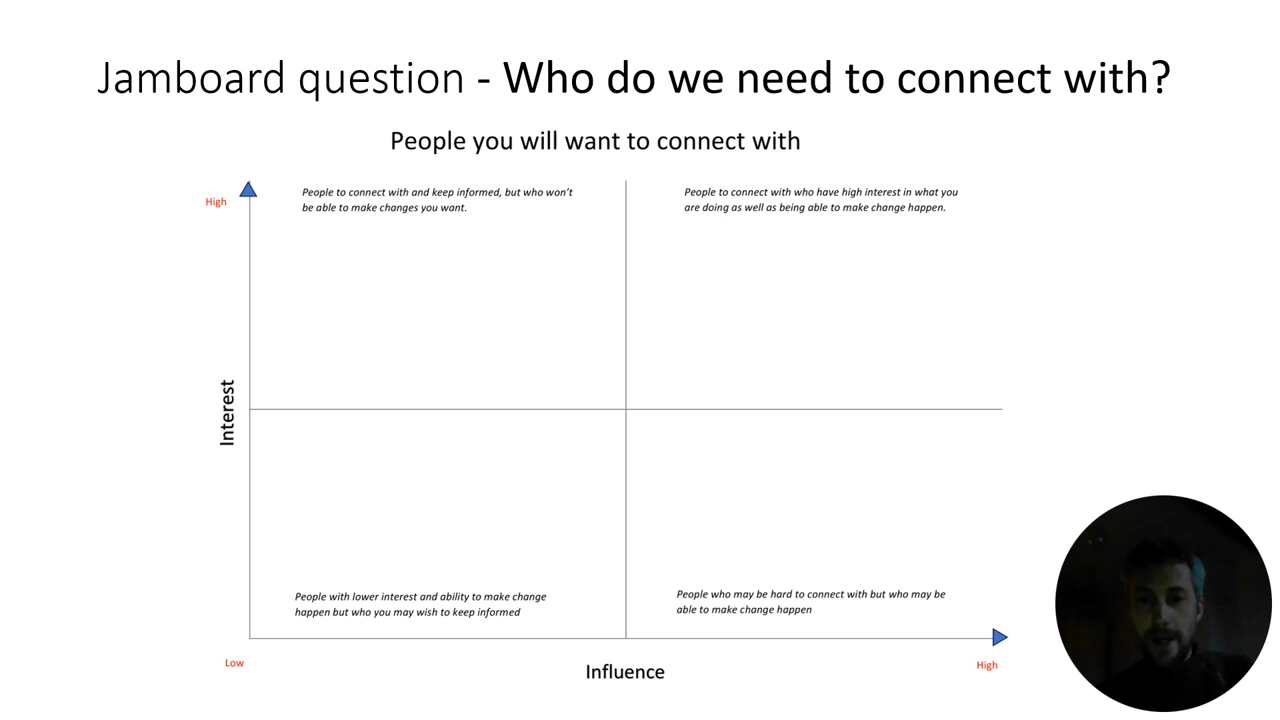 Jamboard question - Who do we need to connect with?
People you will want to connect with
High
People to connect with and keep informed, but who won't
be able to make changes you want.
People to connect with who have high interest in what you
are doing as well as being able to make change happen.
Interest
People with lower interest and ability to make change
happen but who you may wish to keep informed
People who may be hard to connect with but who may be
able to make change happen
Low
Influence
High